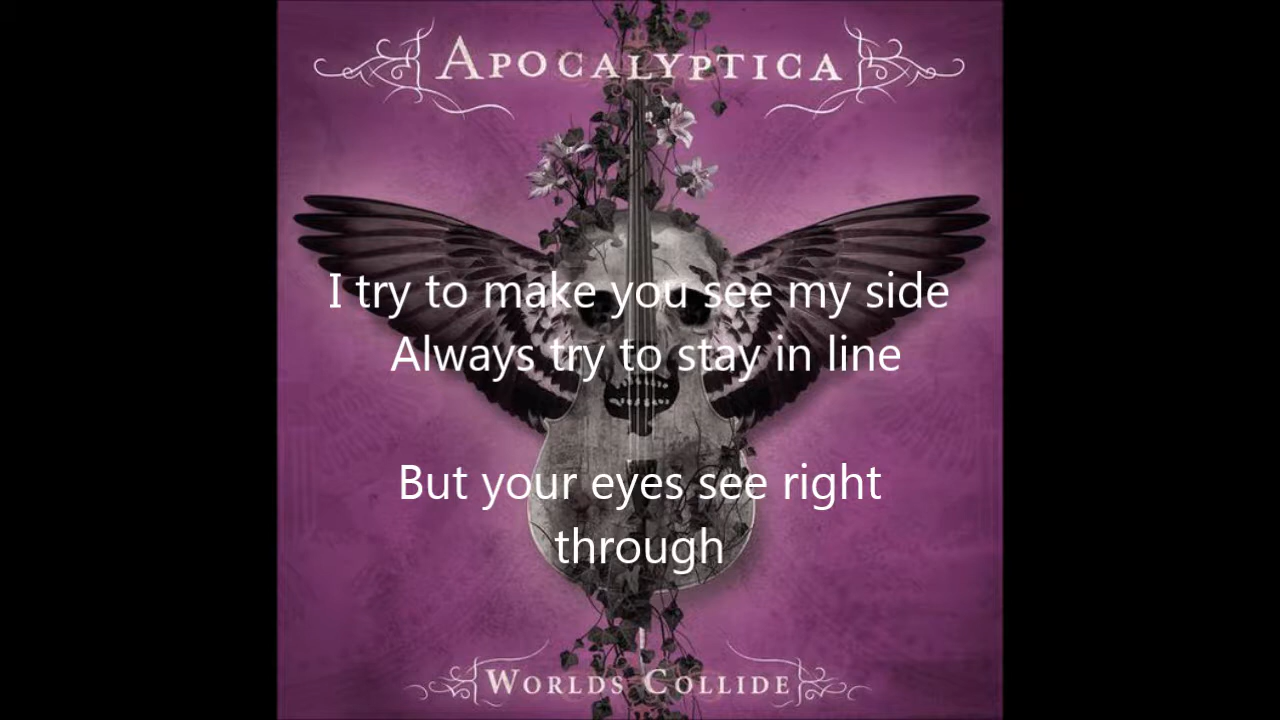 APOCALYPTICA
I try to make you see my side
Always try to stay in line
But your eyes see right
through
WORLDS COLLIDE